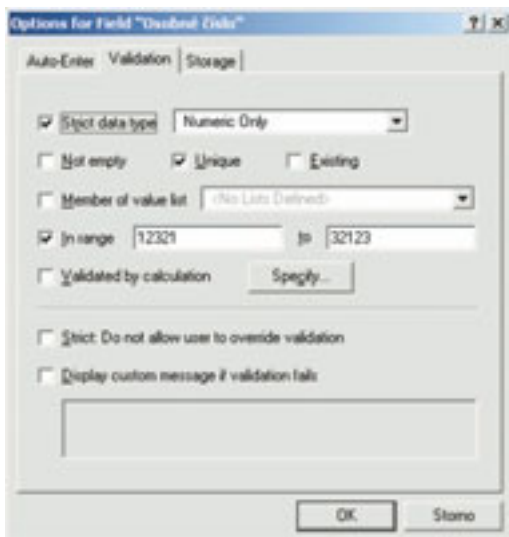 Options for Field "Osobné číslo"
Auto-Enter Validation Storage
Strict data type Numeric Only
Not empty Unique Existing
Member of value list <No Lists Defined>
In range 12321 to 32123
Validated by calculation Specify...
Strict: Do not allow user to override validation
Display custom message if validation fails
OK Storno